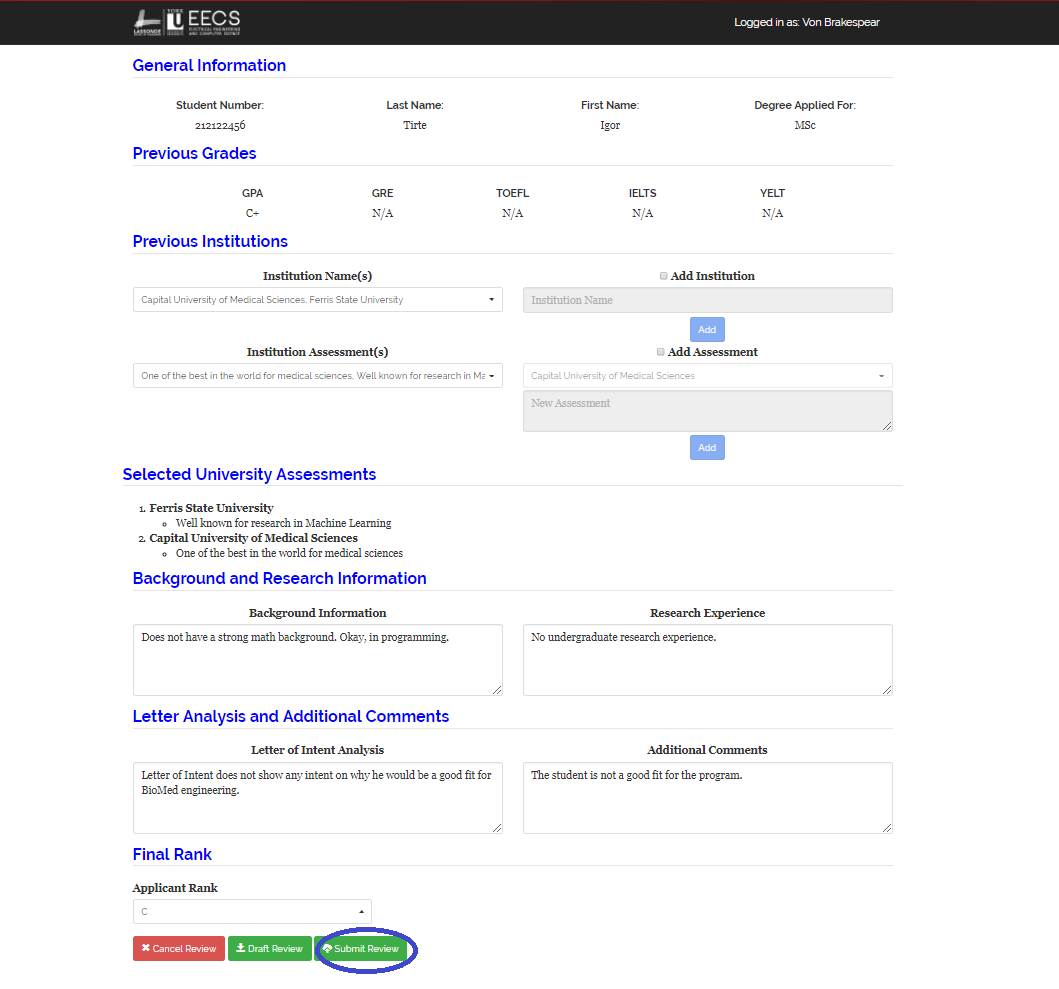 LASSONDE
YORK
U
EECS
ELECTRICAL ENGINEERING
AND COMPUTER SCIENCE
Logged in as: Von Brakespear
General Information
Student Number: Last Name: First Name: Degree Applied For:
212122456 Tirte Igor MSc
Previous Grades
GPA GRE TOEFL IELTS YELT
C+ N/A N/A N/A N/A
Previous Institutions
Institution Name(s) Add Institution
Capital University of Medical Sciences, Ferris State University Institution Name
Add
Institution Assessment(s) Add Assessment
One of the best in the world for medical sciences, Well known for research in Ma Capital University of Medical Sciences
New Assessment
Add
Selected University Assessments
1. Ferris State University
Well known for research in Machine Learning
2. Capital University of Medical Sciences
One of the best in the world for medical sciences
Background and Research Information
Background Information Research Experience
Does not have a strong math background. Okay, in programming. No undergraduate research experience.
Letter Analysis and Additional Comments
Letter of Intent Analysis Additional Comments
Letter of Intent does not show any intent on why he would be a good fit for The student is not a good fit for the program.
BioMed engineering.
Final Rank
Applicant Rank
C
Cancel Review Draft Review Submit Review